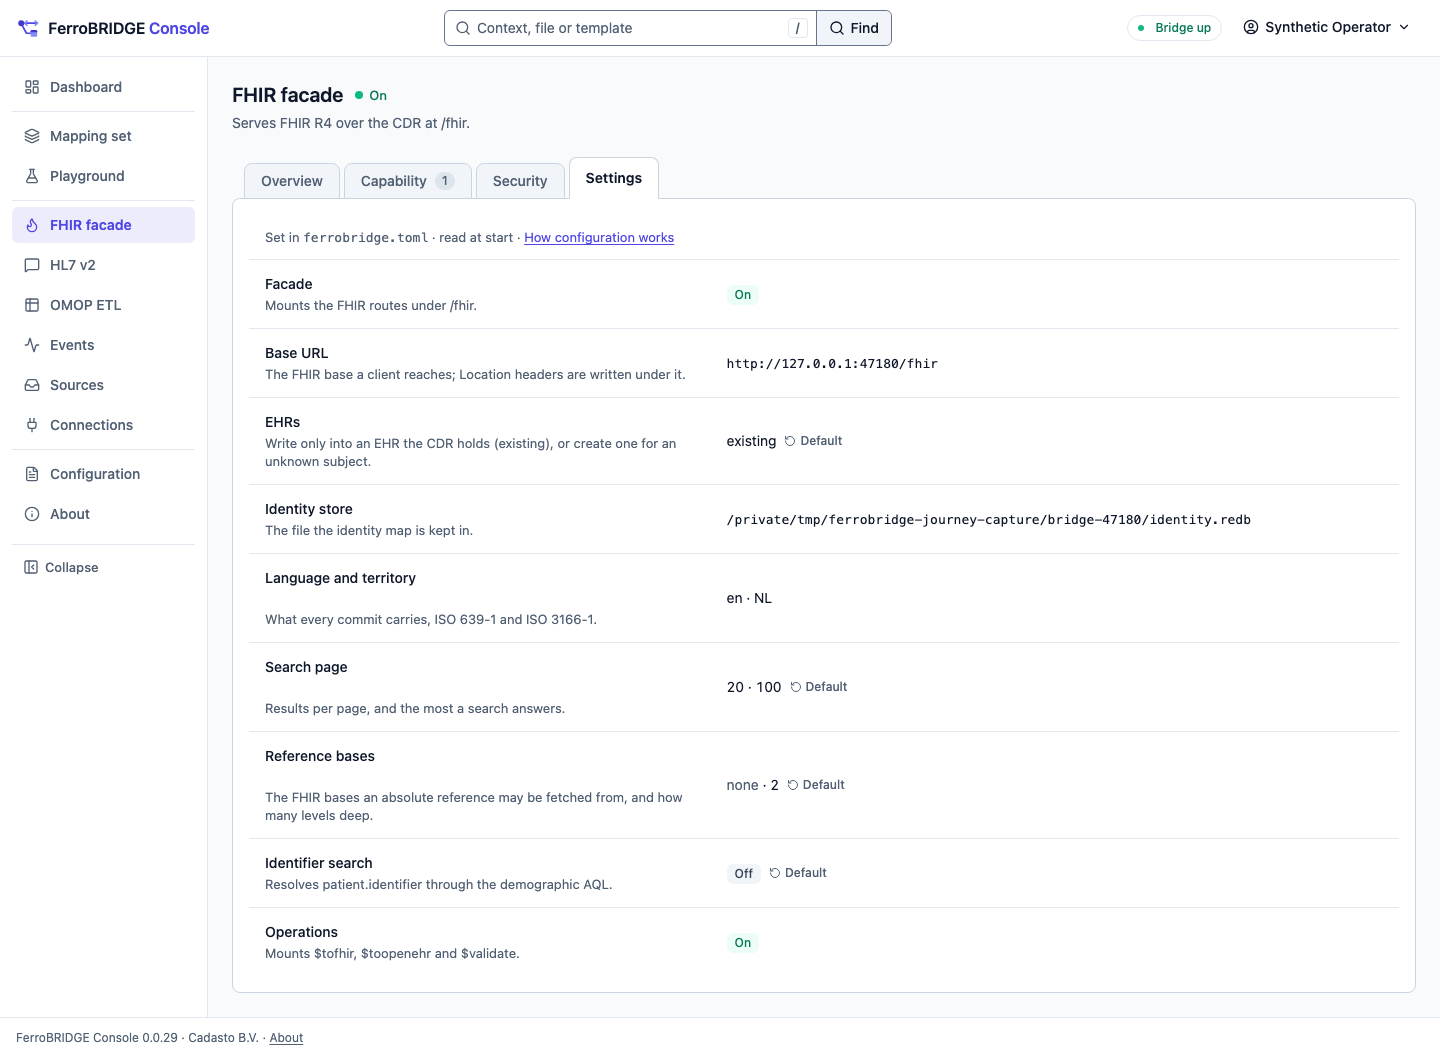 FerroBRIDGE Console
Context, file or template
/
Find
Bridge up
Synthetic Operator
Dashboard
Mapping set
Playground
FHIR facade
HL7 v2
OMOP ETL
Events
Sources
Connections
Configuration
About
Collapse
FHIR facade
On
Serves FHIR R4 over the CDR at /fhir.
Overview
Capability 1
Security
Settings
Set in ferrobridge.toml · read at start · How configuration works
Facade
Mounts the FHIR routes under /fhir.
On
Base URL
The FHIR base a client reaches; Location headers are written under it.
http://127.0.0.1:47180/fhir
EHRs
Write only into an EHR the CDR holds (existing), or create one for an
unknown subject.
existing Default
Identity store
The file the identity map is kept in.
/private/tmp/ferrobridge-journey-capture/bridge-47180/identity.redb
Language and territory
What every commit carries, ISO 639-1 and ISO 3166-1.
en · NL
Search page
Results per page, and the most a search answers.
20 · 100 Default
Reference bases
The FHIR bases an absolute reference may be fetched from, and how
many levels deep.
none · 2 Default
Identifier search
Resolves patient.identifier through the demographic AQL.
Off Default
Operations
Mounts $tofhir, $toopenehr and $validate.
On
FerroBRIDGE Console 0.0.29 · Cadasto B.V. · About